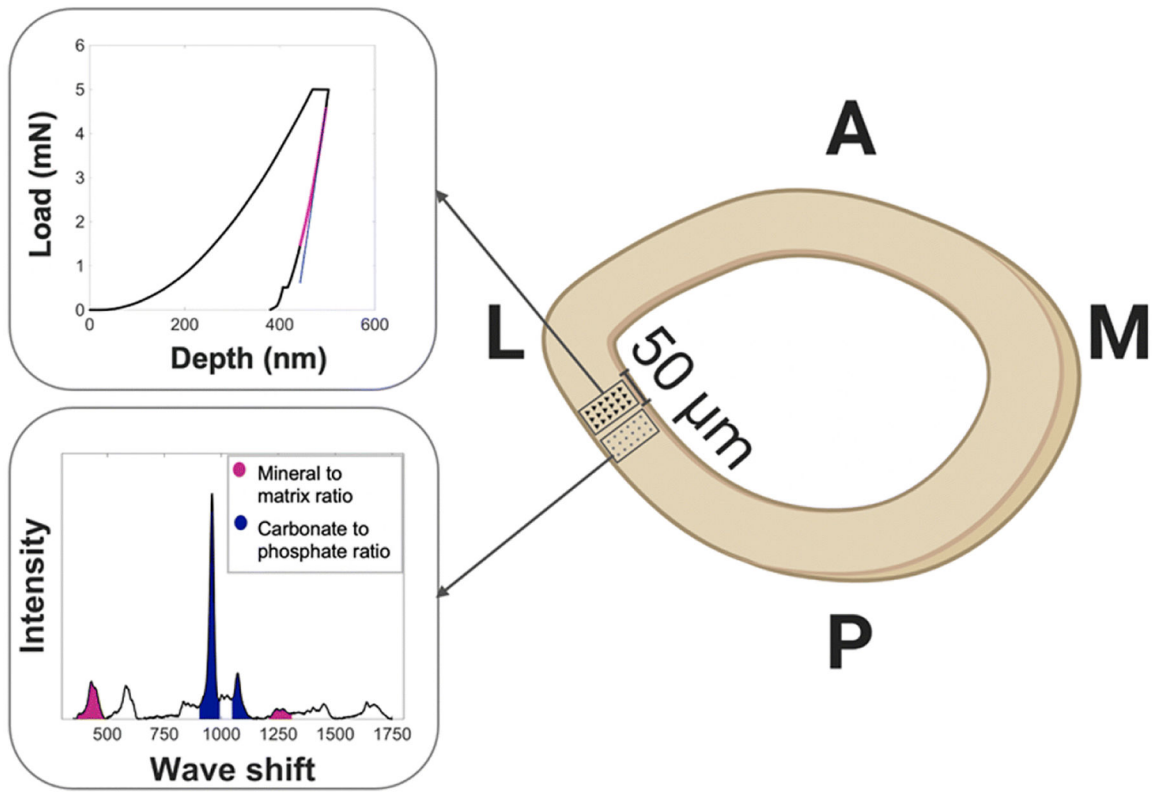 6
5
4
3
2
1
0
Load (mN)
0 200 400 600
Depth (nm)
A
L
M
P
50 µm
Mineral to
matrix ratio
Carbonate to
phosphate ratio
Intensity
500 750 1000 1250 1500 1750
Wave shift